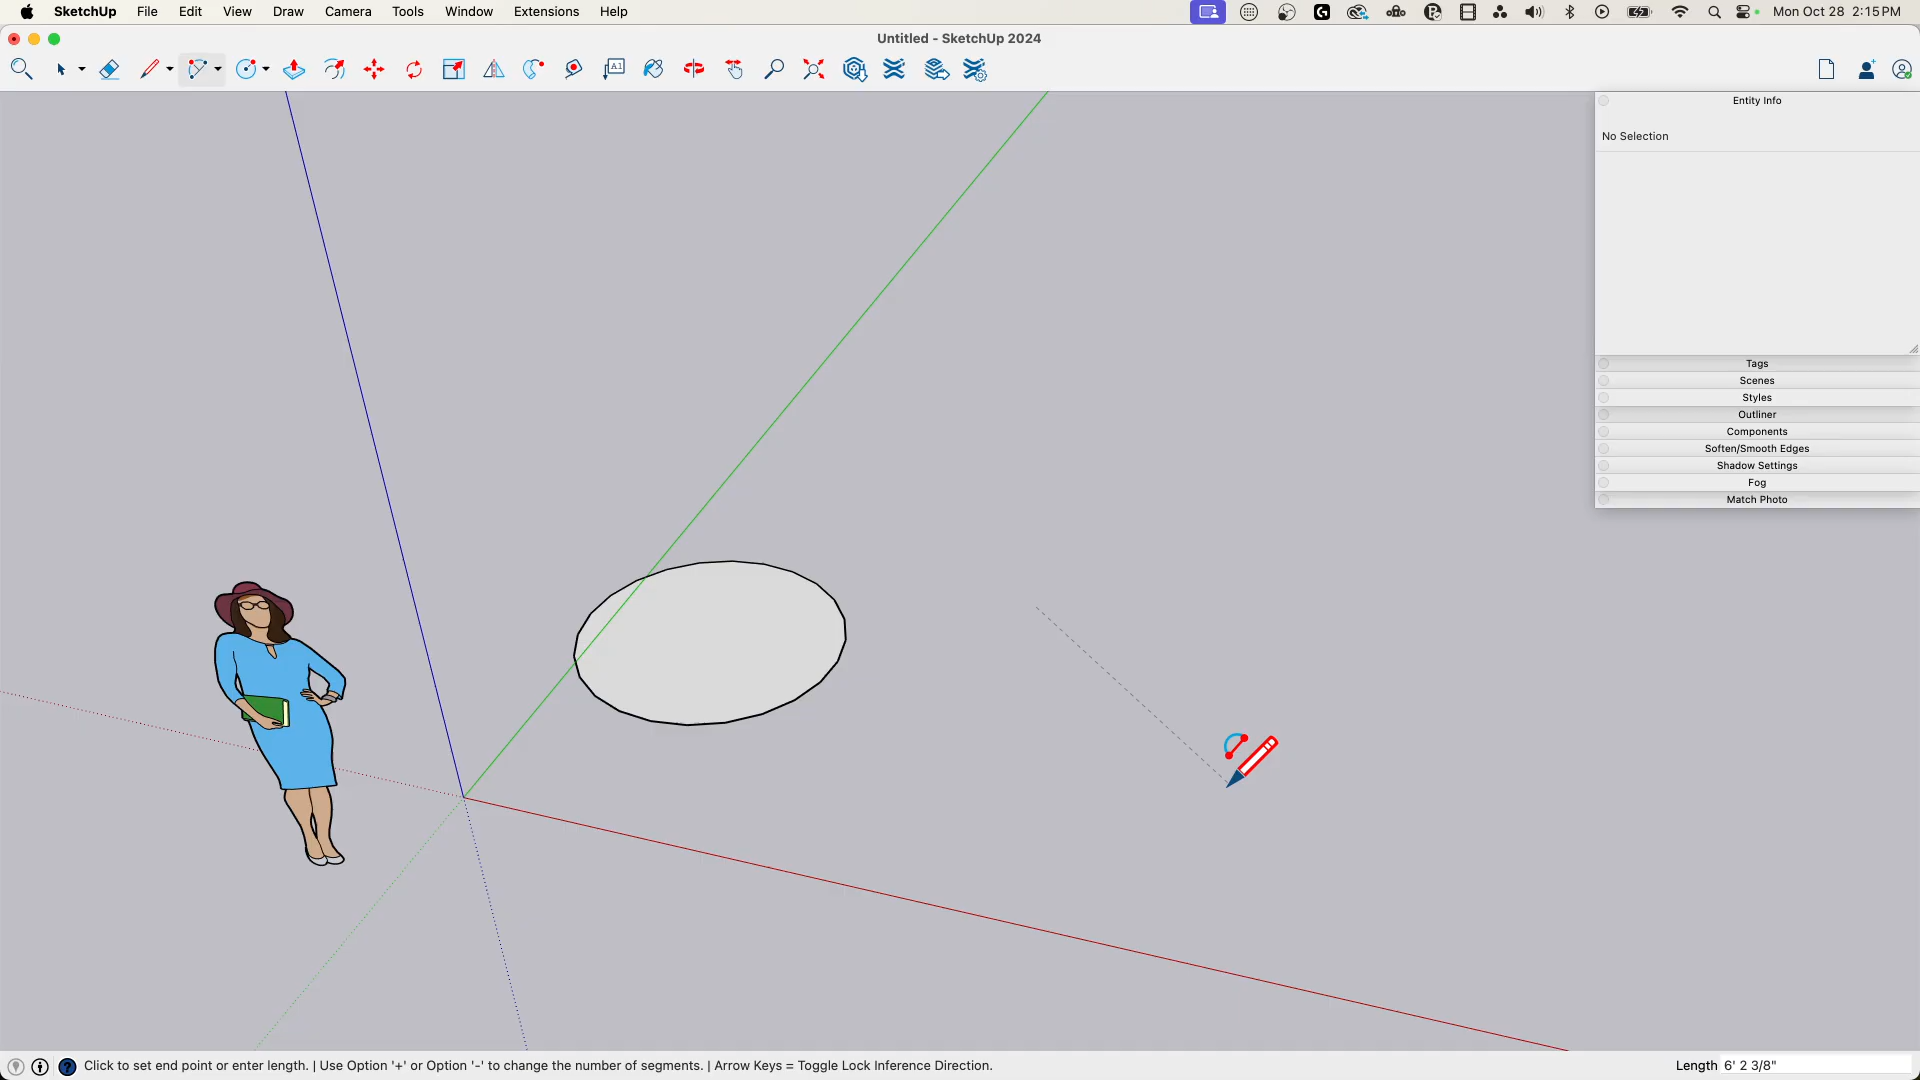 SketchUp File Edit View Draw Camera Tools Window Extensions Help
Mon Oct 28 2:15 PM
Untitled - SketchUp 2024
A1
Entity Info
No Selection
Tags
Scenes
Styles
Outliner
Components
Soften/Smooth Edges
Shadow Settings
Fog
Match Photo
Click to set end point or enter length. | Use Option '+' or Option '-' to change the number of segments. | Arrow Keys = Toggle Lock Inference Direction.
Length 6' 2 3/8"